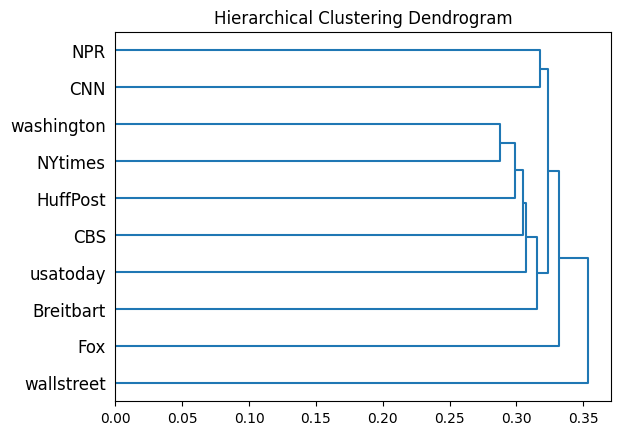 Hierarchical Clustering Dendrogram
NPR
CNN
washington
NYtimes
HuffPost
CBS
usatoday
Breitbart
Fox
wallstreet
0.00 0.05 0.10 0.15 0.20 0.25 0.30 0.35